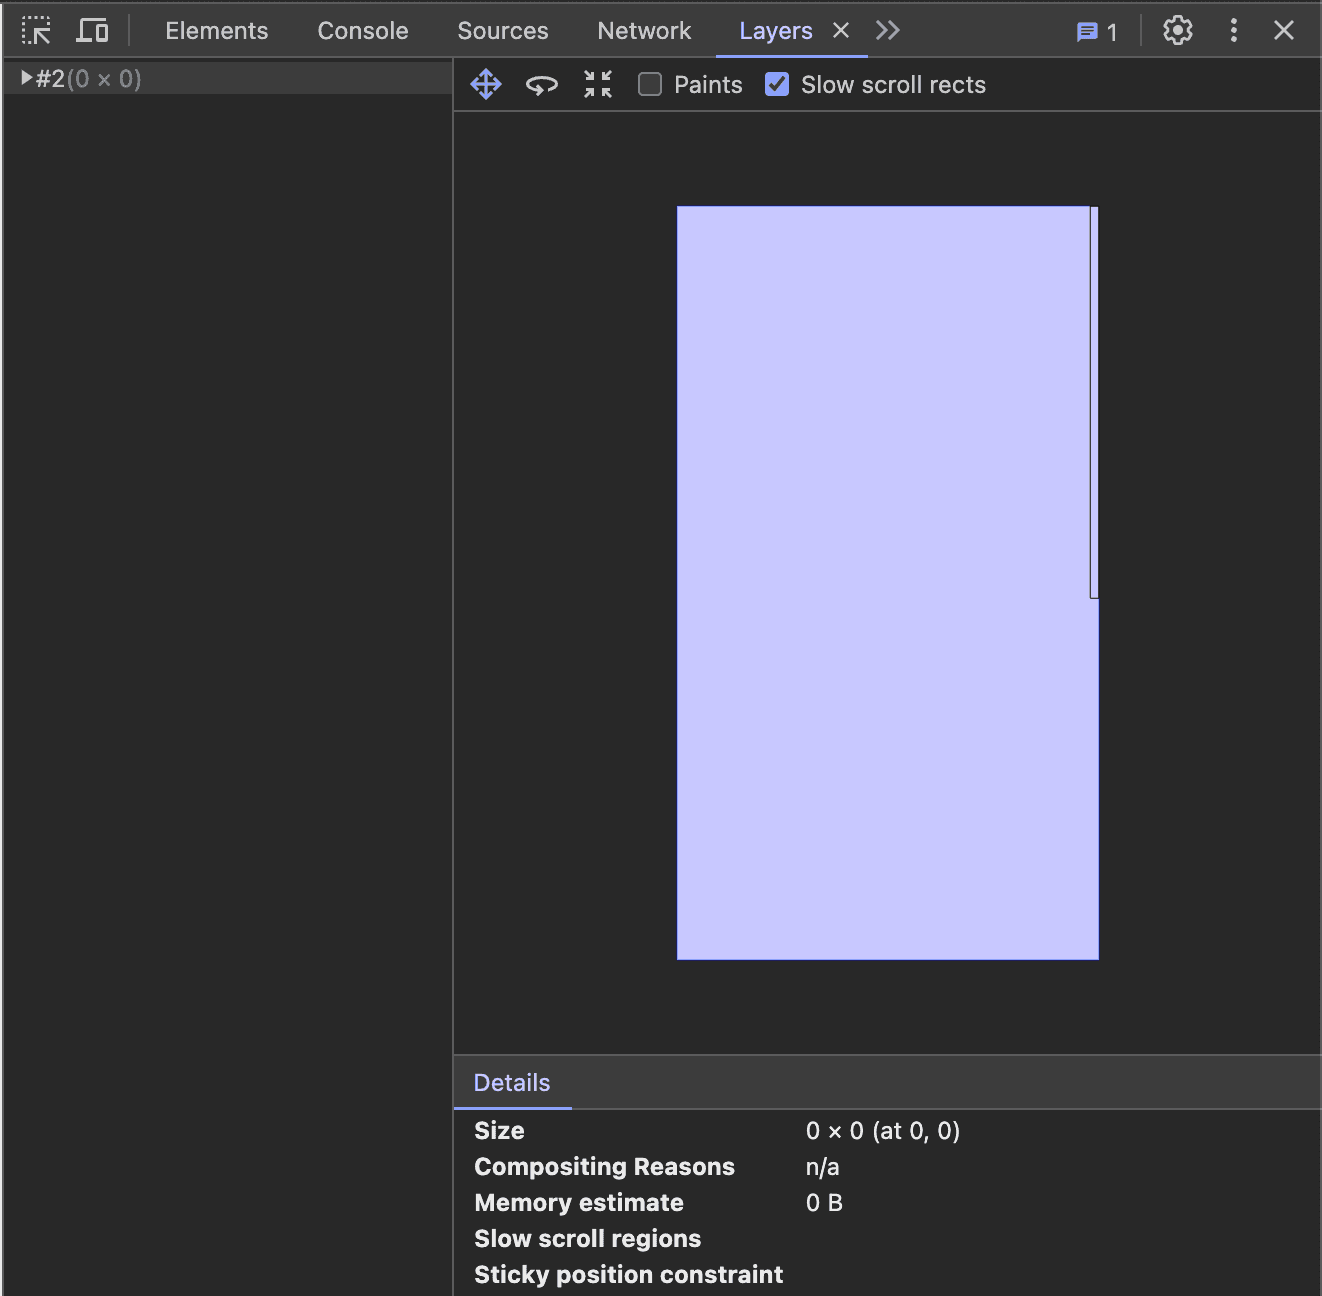 Elements Console Sources Network Layers 1
#2(0 × 0)
Paints Slow scroll rects
Details
Size 0 × 0 (at 0, 0)
Compositing Reasons n/a
Memory estimate 0 B
Slow scroll regions
Sticky position constraint